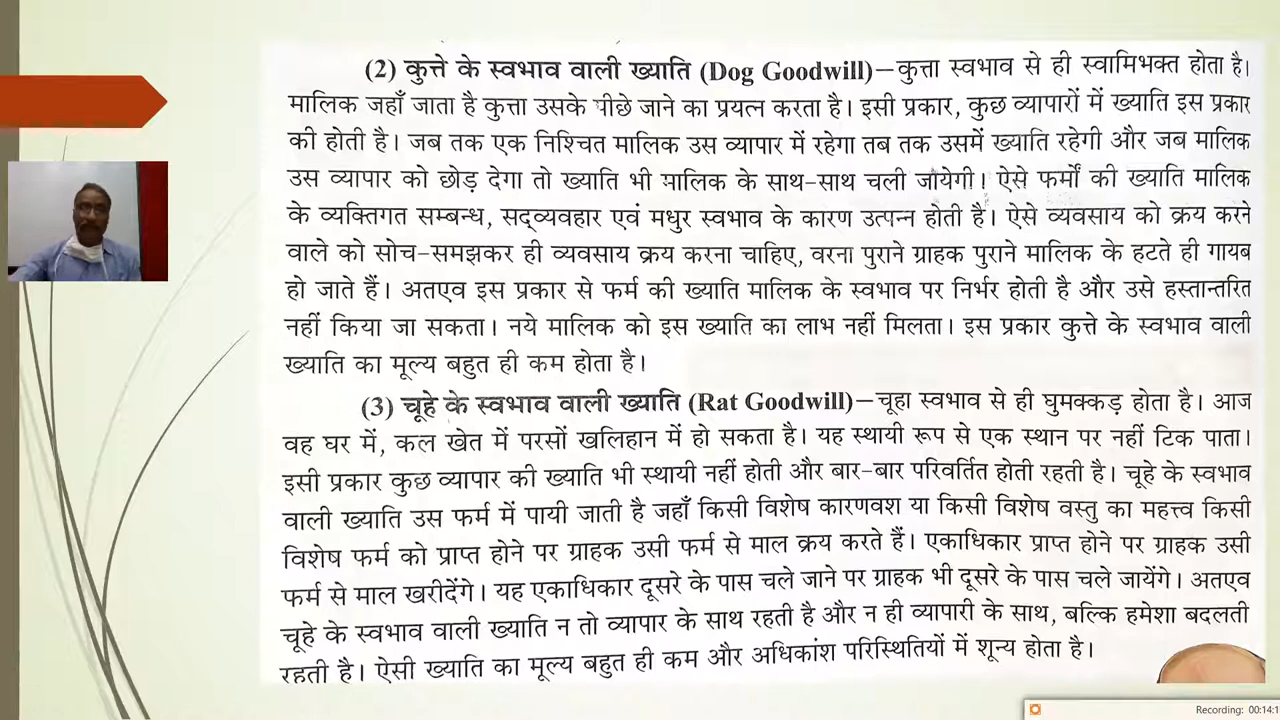 (2) कुत्ते के स्वभाव वाली ख्याति (Dog Goodwill)–कुत्ता स्वभाव से ही स्वामिभक्त होता है।
मालिक जहाँ जाता है कुत्ता उसके पीछे जाने का प्रयत्न करता है। इसी प्रकार, कुछ व्यापारों में ख्याति इस प्रकार
की होती है। जब तक एक निश्चित मालिक उस व्यापार में रहेगा तब तक उसमें ख्याति रहेगी और जब मालिक
उस व्यापार को छोड़ देगा तो ख्याति भी मालिक के साथ-साथ चली जायेगी। ऐसे फर्मों की ख्याति मालिक
के व्यक्तिगत सम्बन्ध, सद्व्यवहार एवं मधुर स्वभाव के कारण उत्पन्न होती है। ऐसे व्यवसाय को क्रय करने
वाले को सोच-समझकर ही व्यवसाय क्रय करना चाहिए, वरना पुराने ग्राहक पुराने मालिक के हटते ही गायब
हो जाते हैं। अतएव इस प्रकार से फर्म की ख्याति मालिक के स्वभाव पर निर्भर होती है और उसे हस्तान्तरित
नहीं किया जा सकता। नये मालिक को इस ख्याति का लाभ नहीं मिलता। इस प्रकार कुत्ते के स्वभाव वाली
ख्याति का मूल्य बहुत ही कम होता है।
(3) चूहे के स्वभाव वाली ख्याति (Rat Goodwill)–चूहा स्वभाव से ही घुमक्कड़ होता है। आज
वह घर में, कल खेत में परसों खलिहान में हो सकता है। यह स्थायी रूप से एक स्थान पर नहीं टिक पाता।
इसी प्रकार कुछ व्यापार की ख्याति भी स्थायी नहीं होती और बार-बार परिवर्तित होती रहती है। चूहे के स्वभाव
वाली ख्याति उस फर्म में पायी जाती है जहाँ किसी विशेष कारणवश या किसी विशेष वस्तु का महत्त्व किसी
विशेष फर्म को प्राप्त होने पर ग्राहक उसी फर्म से माल क्रय करते हैं। एकाधिकार प्राप्त होने पर ग्राहक उसी
फर्म से माल खरीदेंगे। यह एकाधिकार दूसरे के पास चले जाने पर ग्राहक भी दूसरे के पास चले जायेंगे। अतएव
चूहे के स्वभाव वाली ख्याति न तो व्यापार के साथ रहती है और न ही व्यापारी के साथ, बल्कि हमेशा बदलती
रहती है। ऐसी ख्याति का मूल्य बहुत ही कम और अधिकांश परिस्थितियों में शून्य होता है।
Recording: 00:14:1